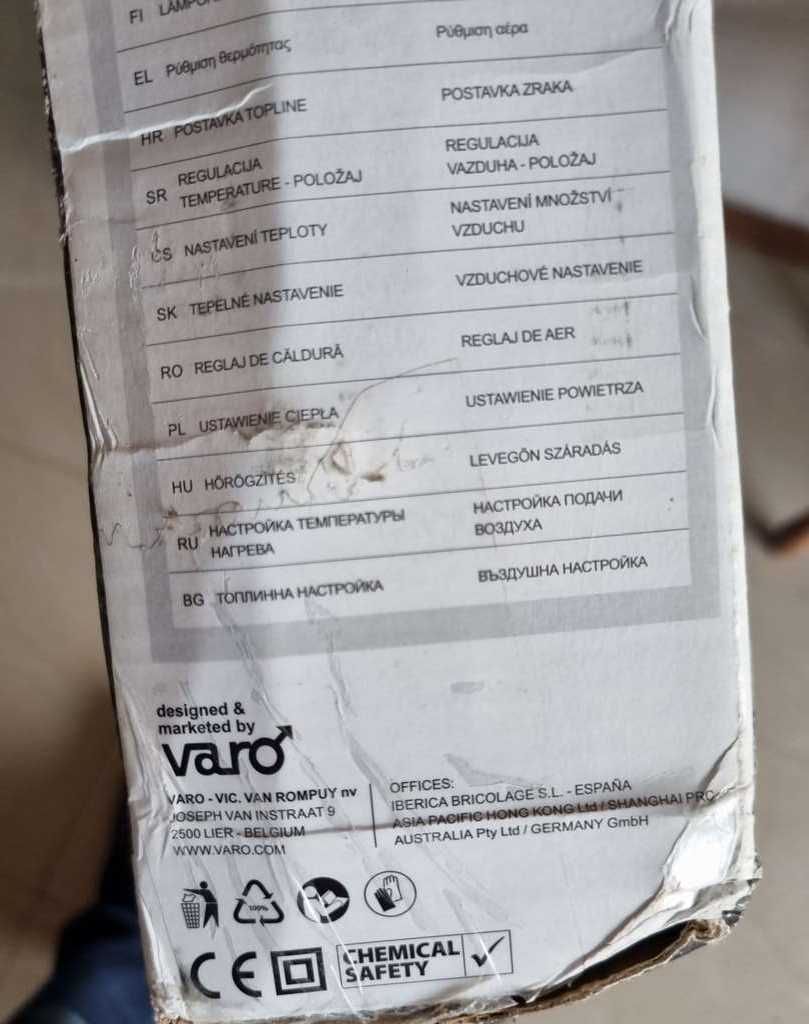 FI
EL Ρύθμιση θερμότητας Ρύθμιση αέρα
HR POSTAVKA TOPLINE POSTAVKA ZRAKA
SR REGULACIJA
TEMPERATURE - POLOŽAJ
REGULACIJA
VAZDUHA - POLOŽAJ
CS NASTAVENÍ TEPLOTY
NASTAVENÍ MNOŽSTVÍ
VZDUCHU
SK TEPELNÉ NASTAVENIE VZDUCHOVÉ NASTAVENIE
RO REGLAJ DE CĂLDURĂ REGLAJ DE AER
PL USTAWIENIE CIEPŁA USTAWIENIE POWIETRZA
HU HÖRÖGZÍTÉS LEVEGÖN SZÁRADÁS
RU НАСТРОЙКА ТЕМПЕРАТУРЫ
НАГРЕВА
НАСТРОЙКА ПОДАЧИ
ВОЗДУХА
BG ТОПЛИННА НАСТРОЙКА ВЪЗДУШНА НАСТРОЙКА
designed &
marketed by
varo
VARO - VIC. VAN ROMPUY nv
JOSEPH VAN INSTRAAT 9
2500 LIER - BELGIUM
WWW.VARO.COM
OFFICES:
IBERICA BRICOLAGE S.L. - ESPAÑA
ASIA PACIFIC HONG KONG Ltd / SHANGHAI PRC
AUSTRALIA Pty Ltd / GERMANY GmbH
100%
CE
CHEMICAL
SAFETY